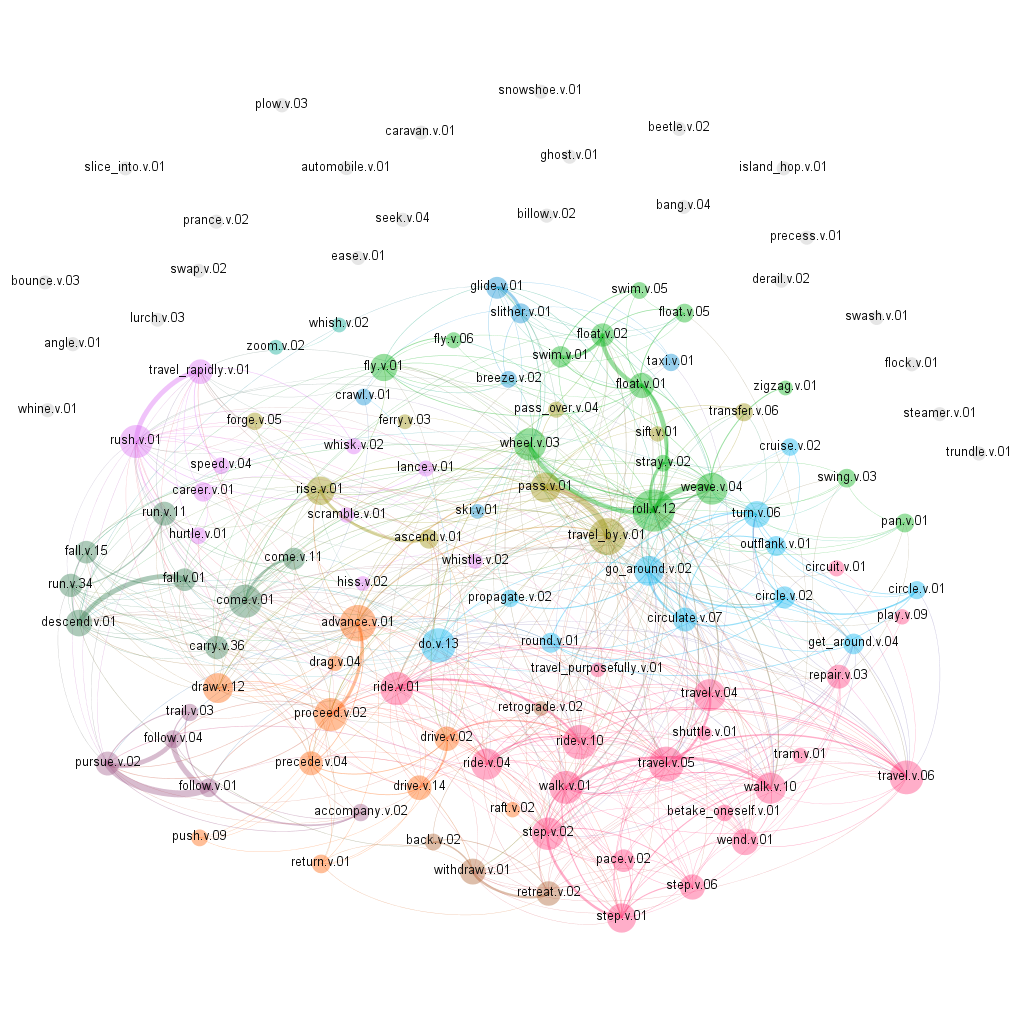 snowshoe.v.01
plow.v.03
caravan.v.01
beetle.v.02
ghost.v.01
slice_into.v.01
automobile.v.01
island_hop.v.01
bang.v.04
billow.v.02
prance.v.02
seek.v.04
precess.v.01
ease.v.01
swap.v.02
bounce.v.03
derail.v.02
glide.v.01
swim.v.05
slither.v.01
float.v.05
lurch.v.03
swash.v.01
whish.v.02
float.v.02
angle.v.01
fly.v.06
zoom.v.02
swim.v.01
taxi.v.01
flock.v.01
fly.v.01
travel_rapidly.v.01
breeze.v.02
float.v.01
zigzag.v.01
crawl.v.01
whine.v.01
pass_over.v.04
transfer.v.06
steamer.v.01
forge.v.05
ferry.v.03
sift.v.01
rush.v.01
whisk.v.02
wheel.v.03
cruise.v.02
trundle.v.01
speed.v.04
lance.v.01
stray.v.02
swing.v.03
career.v.01
rise.v.01
pass.v.01
weave.v.04
run.v.11
scramble.v.01
ski.v.01
roll.v.12
turn.v.06
pan.v.01
hurtle.v.01
ascend.v.01
travel_by.v.01
outflank.v.01
fall.v.15
come.v.11
whistle.v.02
go_around.v.02
circuit.v.01
run.v.34
fall.v.01
hiss.v.02
circle.v.01
come.v.01
propagate.v.02
circle.v.02
descend.v.01
advance.v.01
circulate.v.07
play.v.09
carry.v.36
do.v.13
round.v.01
get_around.v.04
drag.v.04
travel_purposefully.v.01
repair.v.03
draw.v.12
ride.v.01
travel.v.04
trail.v.03
proceed.v.02
retrograde.v.02
follow.v.04
drive.v.02
ride.v.10
shuttle.v.01
pursue.v.02
precede.v.04
ride.v.04
travel.v.05
tram.v.01
travel.v.06
follow.v.01
drive.v.14
walk.v.01
walk.v.10
accompany.v.02
raft.v.02
betake_oneself.v.01
push.v.09
back.v.02
step.v.02
wend.v.01
return.v.01
withdraw.v.01
pace.v.02
retreat.v.02
step.v.06
step.v.01